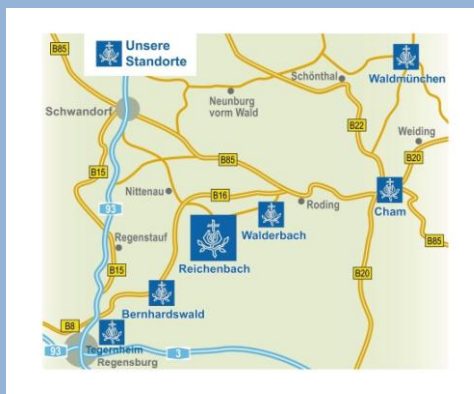 Unsere
Standorte
B85
Waldmünchen
Schönthal
Neunburg
vorm Wald
Schwandorf
B22
Weiding
B15
B85
B20
Nittenau
B16
93
Roding
Cham
Walderbach
Regenstauf
B85
Reichenbach
B15
B20
Bernhardswald
B8
Tegernheim
93
3
Regensburg